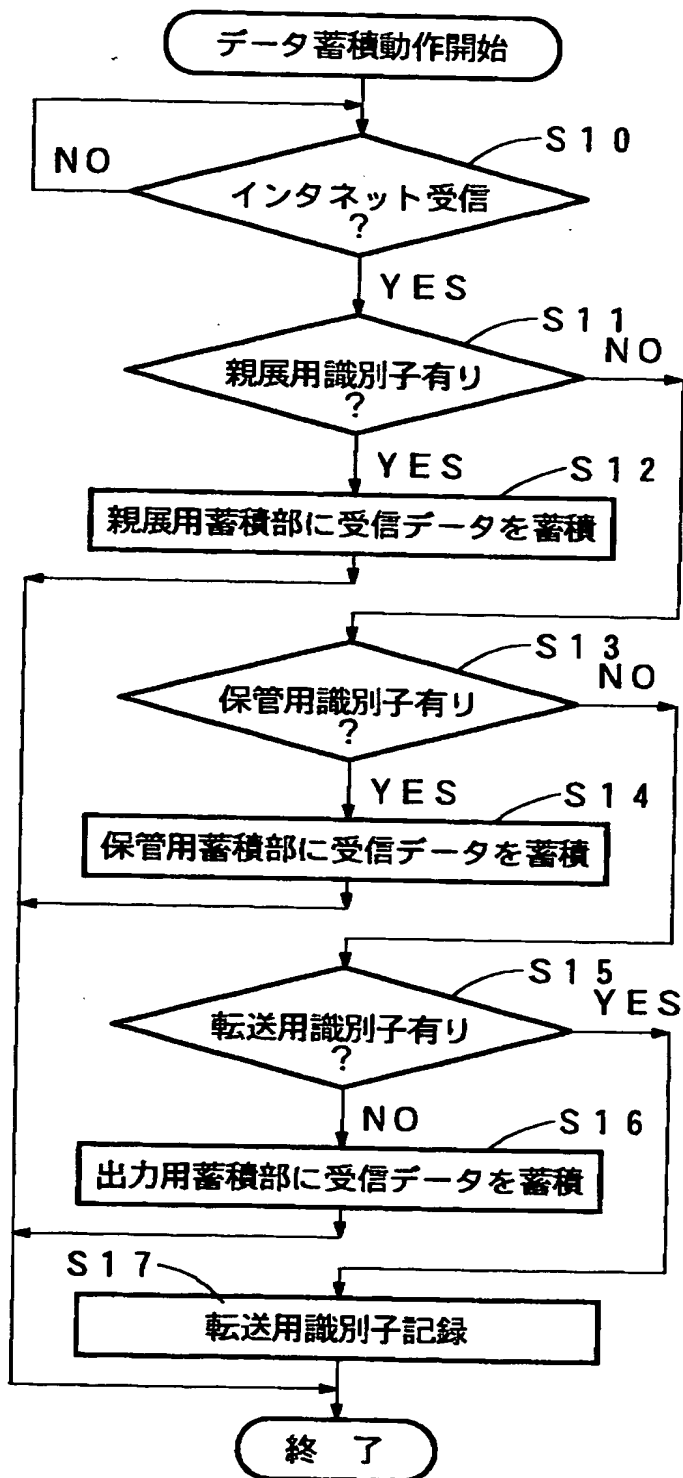 データ蓄積動作開始
S10
NO
インタネット受信
?
YES
S11
NO
親展用識別子有り
?
YES
S12
親展用蓄積部に受信データを蓄積
S13
NO
保管用識別子有り
?
YES
S14
保管用蓄積部に受信データを蓄積
S15
YES
転送用識別子有り
?
NO
S16
出力用蓄積部に受信データを蓄積
S17
転送用識別子記録
終 了